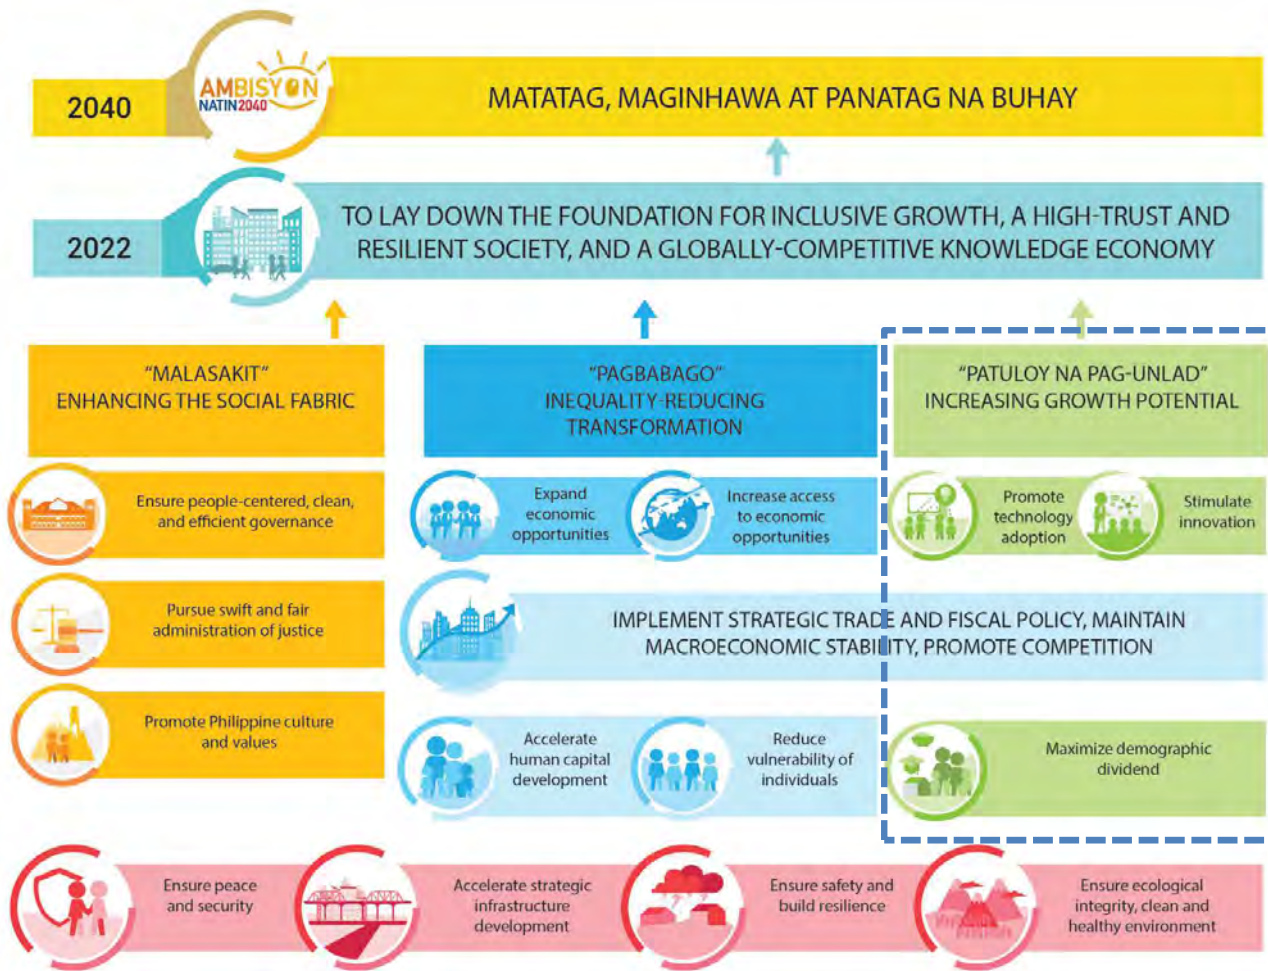 2040
AMBISYON
NATIN 2040
MATATAG, MAGINHAWA AT PANATAG NA BUHAY
2022
TO LAY DOWN THE FOUNDATION FOR INCLUSIVE GROWTH, A HIGH-TRUST AND
RESILIENT SOCIETY, AND A GLOBALLY-COMPETITIVE KNOWLEDGE ECONOMY
“MALASAKIT”
ENHANCING THE SOCIAL FABRIC
Ensure people-centered, clean,
and efficient governance
Pursue swift and fair
administration of justice
Promote Philippine culture
and values
“PAGBABAGO”
INEQUALITY-REDUCING
TRANSFORMATION
Expand
economic
opportunities
Increase access
to economic
opportunities
“PATULOY NA PAG-UNLAD”
INCREASING GROWTH POTENTIAL
Promote
technology
adoption
Stimulate
innovation
IMPLEMENT STRATEGIC TRADE AND FISCAL POLICY, MAINTAIN
MACROECONOMIC STABILITY, PROMOTE COMPETITION
Accelerate
human capital
development
Reduce
vulnerability of
individuals
Maximize demographic
dividend
Ensure peace
and security
Accelerate strategic
infrastructure
development
Ensure safety and
build resilience
Ensure ecological
integrity, clean and
healthy environment